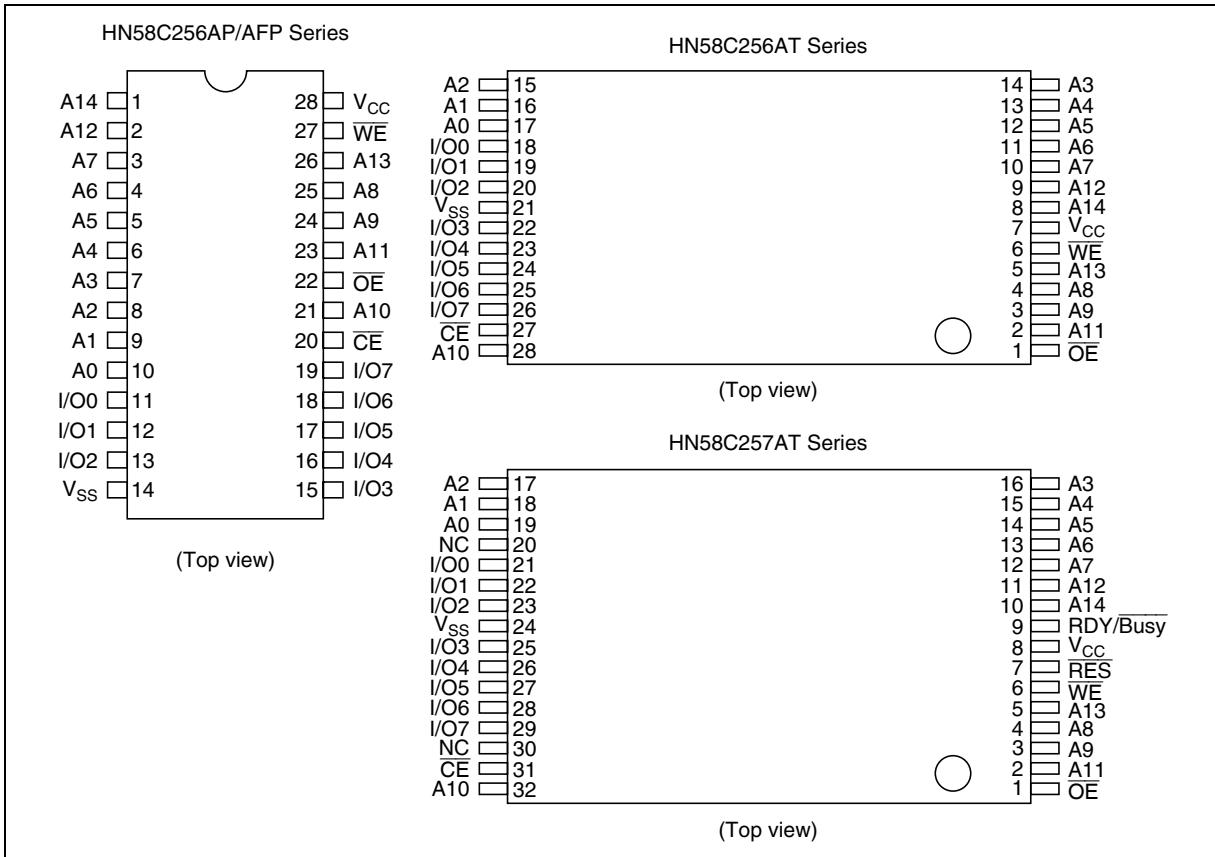 HN58C256AP/AFP Series
A14 1 28 VCC
A12 2 27 WE
A7 3 26 A13
A6 4 25 A8
A5 5 24 A9
A4 6 23 A11
A3 7 22 OE
A2 8 21 A10
A1 9 20 CE
A0 10 19 I/O7
I/O0 11 18 I/O6
I/O1 12 17 I/O5
I/O2 13 16 I/O4
VSS 14 15 I/O3
(Top view)
HN58C256AT Series
A2 15 14 A3
A1 16 13 A4
A0 17 12 A5
I/O0 18 11 A6
I/O1 19 10 A7
I/O2 20 9 A12
VSS 21 8 A14
I/O3 22 7 VCC
I/O4 23 6 WE
I/O5 24 5 A13
I/O6 25 4 A8
I/O7 26 3 A9
CE 27 2 A11
A10 28 1 OE
(Top view)
HN58C257AT Series
A2 17 16 A3
A1 18 15 A4
A0 19 14 A5
NC 20 13 A6
I/O0 21 12 A7
I/O1 22 11 A12
I/O2 23 10 A14
VSS 24 9 RDY/Busy
I/O3 25 8 VCC
I/O4 26 7 RES
I/O5 27 6 WE
I/O6 28 5 A13
I/O7 29 4 A8
NC 30 3 A9
CE 31 2 A11
A10 32 1 OE
(Top view)